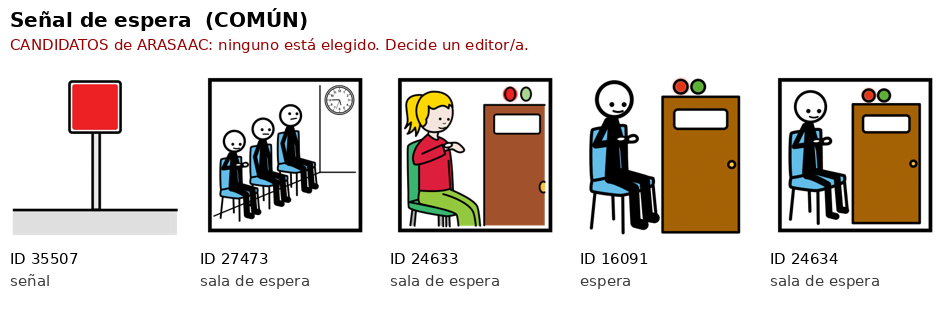 Señal de espera  (COMÚN)
CANDIDATOS de ARASAAC: ninguno está elegido. Decide un editor/a.
ID 35507
señal
ID 27473
sala de espera
ID 24633
sala de espera
ID 16091
espera
ID 24634
sala de espera